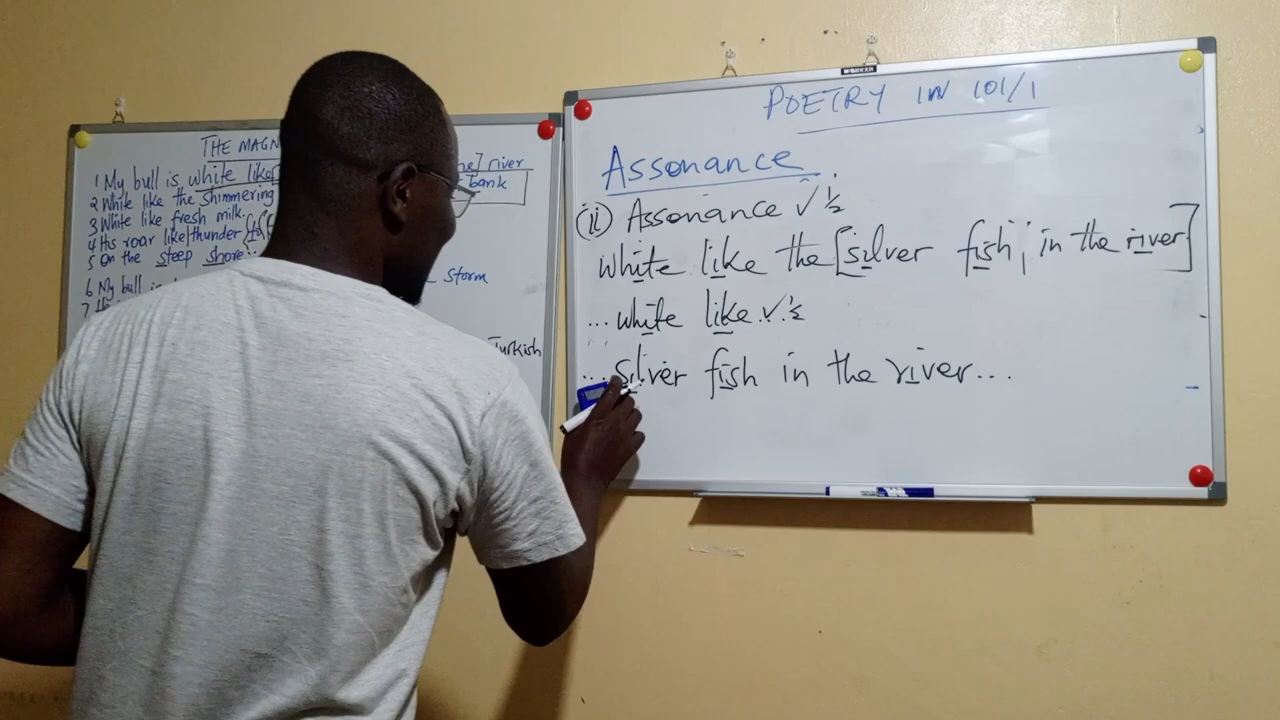 THE MAGN
1 My bull is white like
2 White like the shimmering
3 White like fresh milk.
4 His roar like thunder
5 On the steep shore
6 My bull is
river
bank
storm
Turkish
POETRY IN 101/1
Assonance
(ii) Assonance ✓½
White like the [silver fish, in the river]
... white like ✓½
... silver fish in the river...